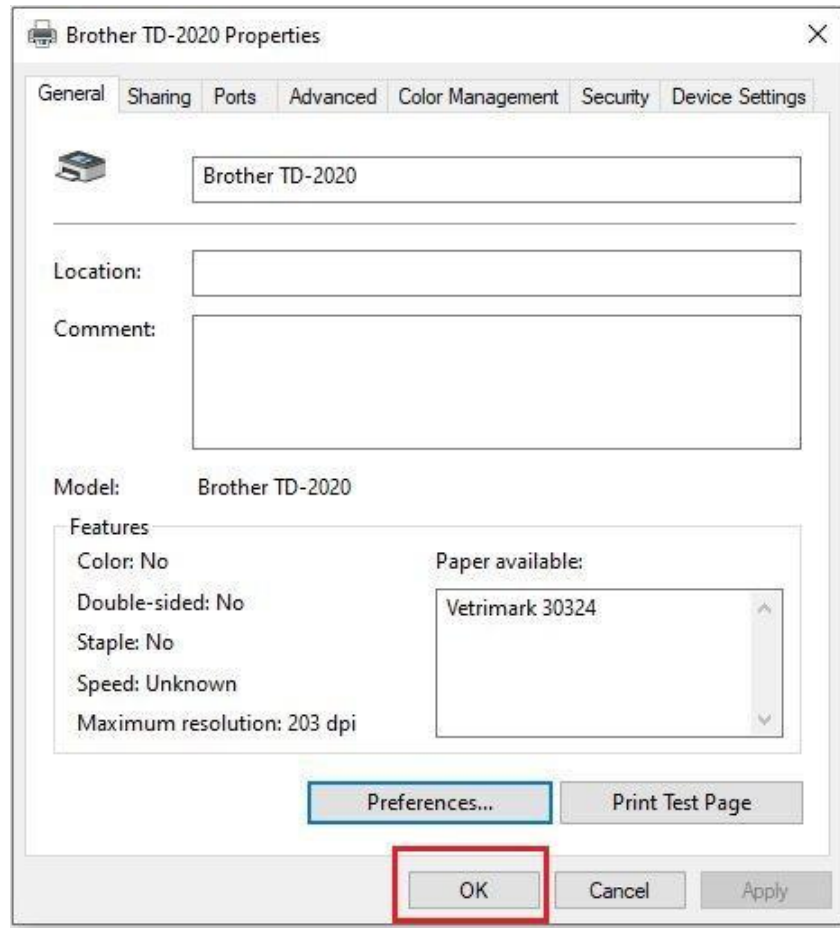 Brother TD-2020 Properties
General Sharing Ports Advanced Color Management Security Device Settings
Brother TD-2020
Location:
Comment:
Model: Brother TD-2020
Features
Color: No
Paper available:
Double-sided: No
Vetrimark 30324
Staple: No
Speed: Unknown
Maximum resolution: 203 dpi
Preferences... Print Test Page
OK Cancel Apply